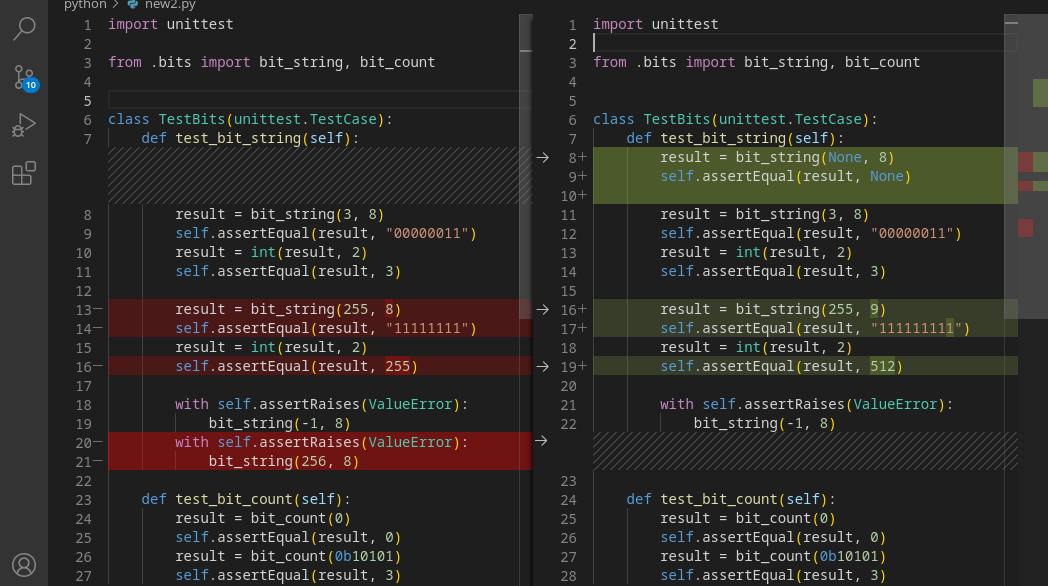 python > new2.py
10
1 import unittest
2
3 from .bits import bit_string, bit_count
4
5
6 class TestBits(unittest.TestCase):
7     def test_bit_string(self):
8         result = bit_string(3, 8)
9         self.assertEqual(result, "00000011")
10         result = int(result, 2)
11         self.assertEqual(result, 3)
12
13—         result = bit_string(255, 8)
14—         self.assertEqual(result, "11111111")
15         result = int(result, 2)
16—         self.assertEqual(result, 255)
17
18         with self.assertRaises(ValueError):
19             bit_string(-1, 8)
20—         with self.assertRaises(ValueError):
21—             bit_string(256, 8)
22
23     def test_bit_count(self):
24         result = bit_count(0)
25         self.assertEqual(result, 0)
26         result = bit_count(0b10101)
27         self.assertEqual(result, 3)
1 import unittest
2
3 from .bits import bit_string, bit_count
4
5
6 class TestBits(unittest.TestCase):
7     def test_bit_string(self):
8+         result = bit_string(None, 8)
9+         self.assertEqual(result, None)
10+
11         result = bit_string(3, 8)
12         self.assertEqual(result, "00000011")
13         result = int(result, 2)
14         self.assertEqual(result, 3)
15
16+         result = bit_string(255, 9)
17+         self.assertEqual(result, "111111111")
18         result = int(result, 2)
19+         self.assertEqual(result, 512)
20
21         with self.assertRaises(ValueError):
22             bit_string(-1, 8)
23
24     def test_bit_count(self):
25         result = bit_count(0)
26         self.assertEqual(result, 0)
27         result = bit_count(0b10101)
28         self.assertEqual(result, 3)